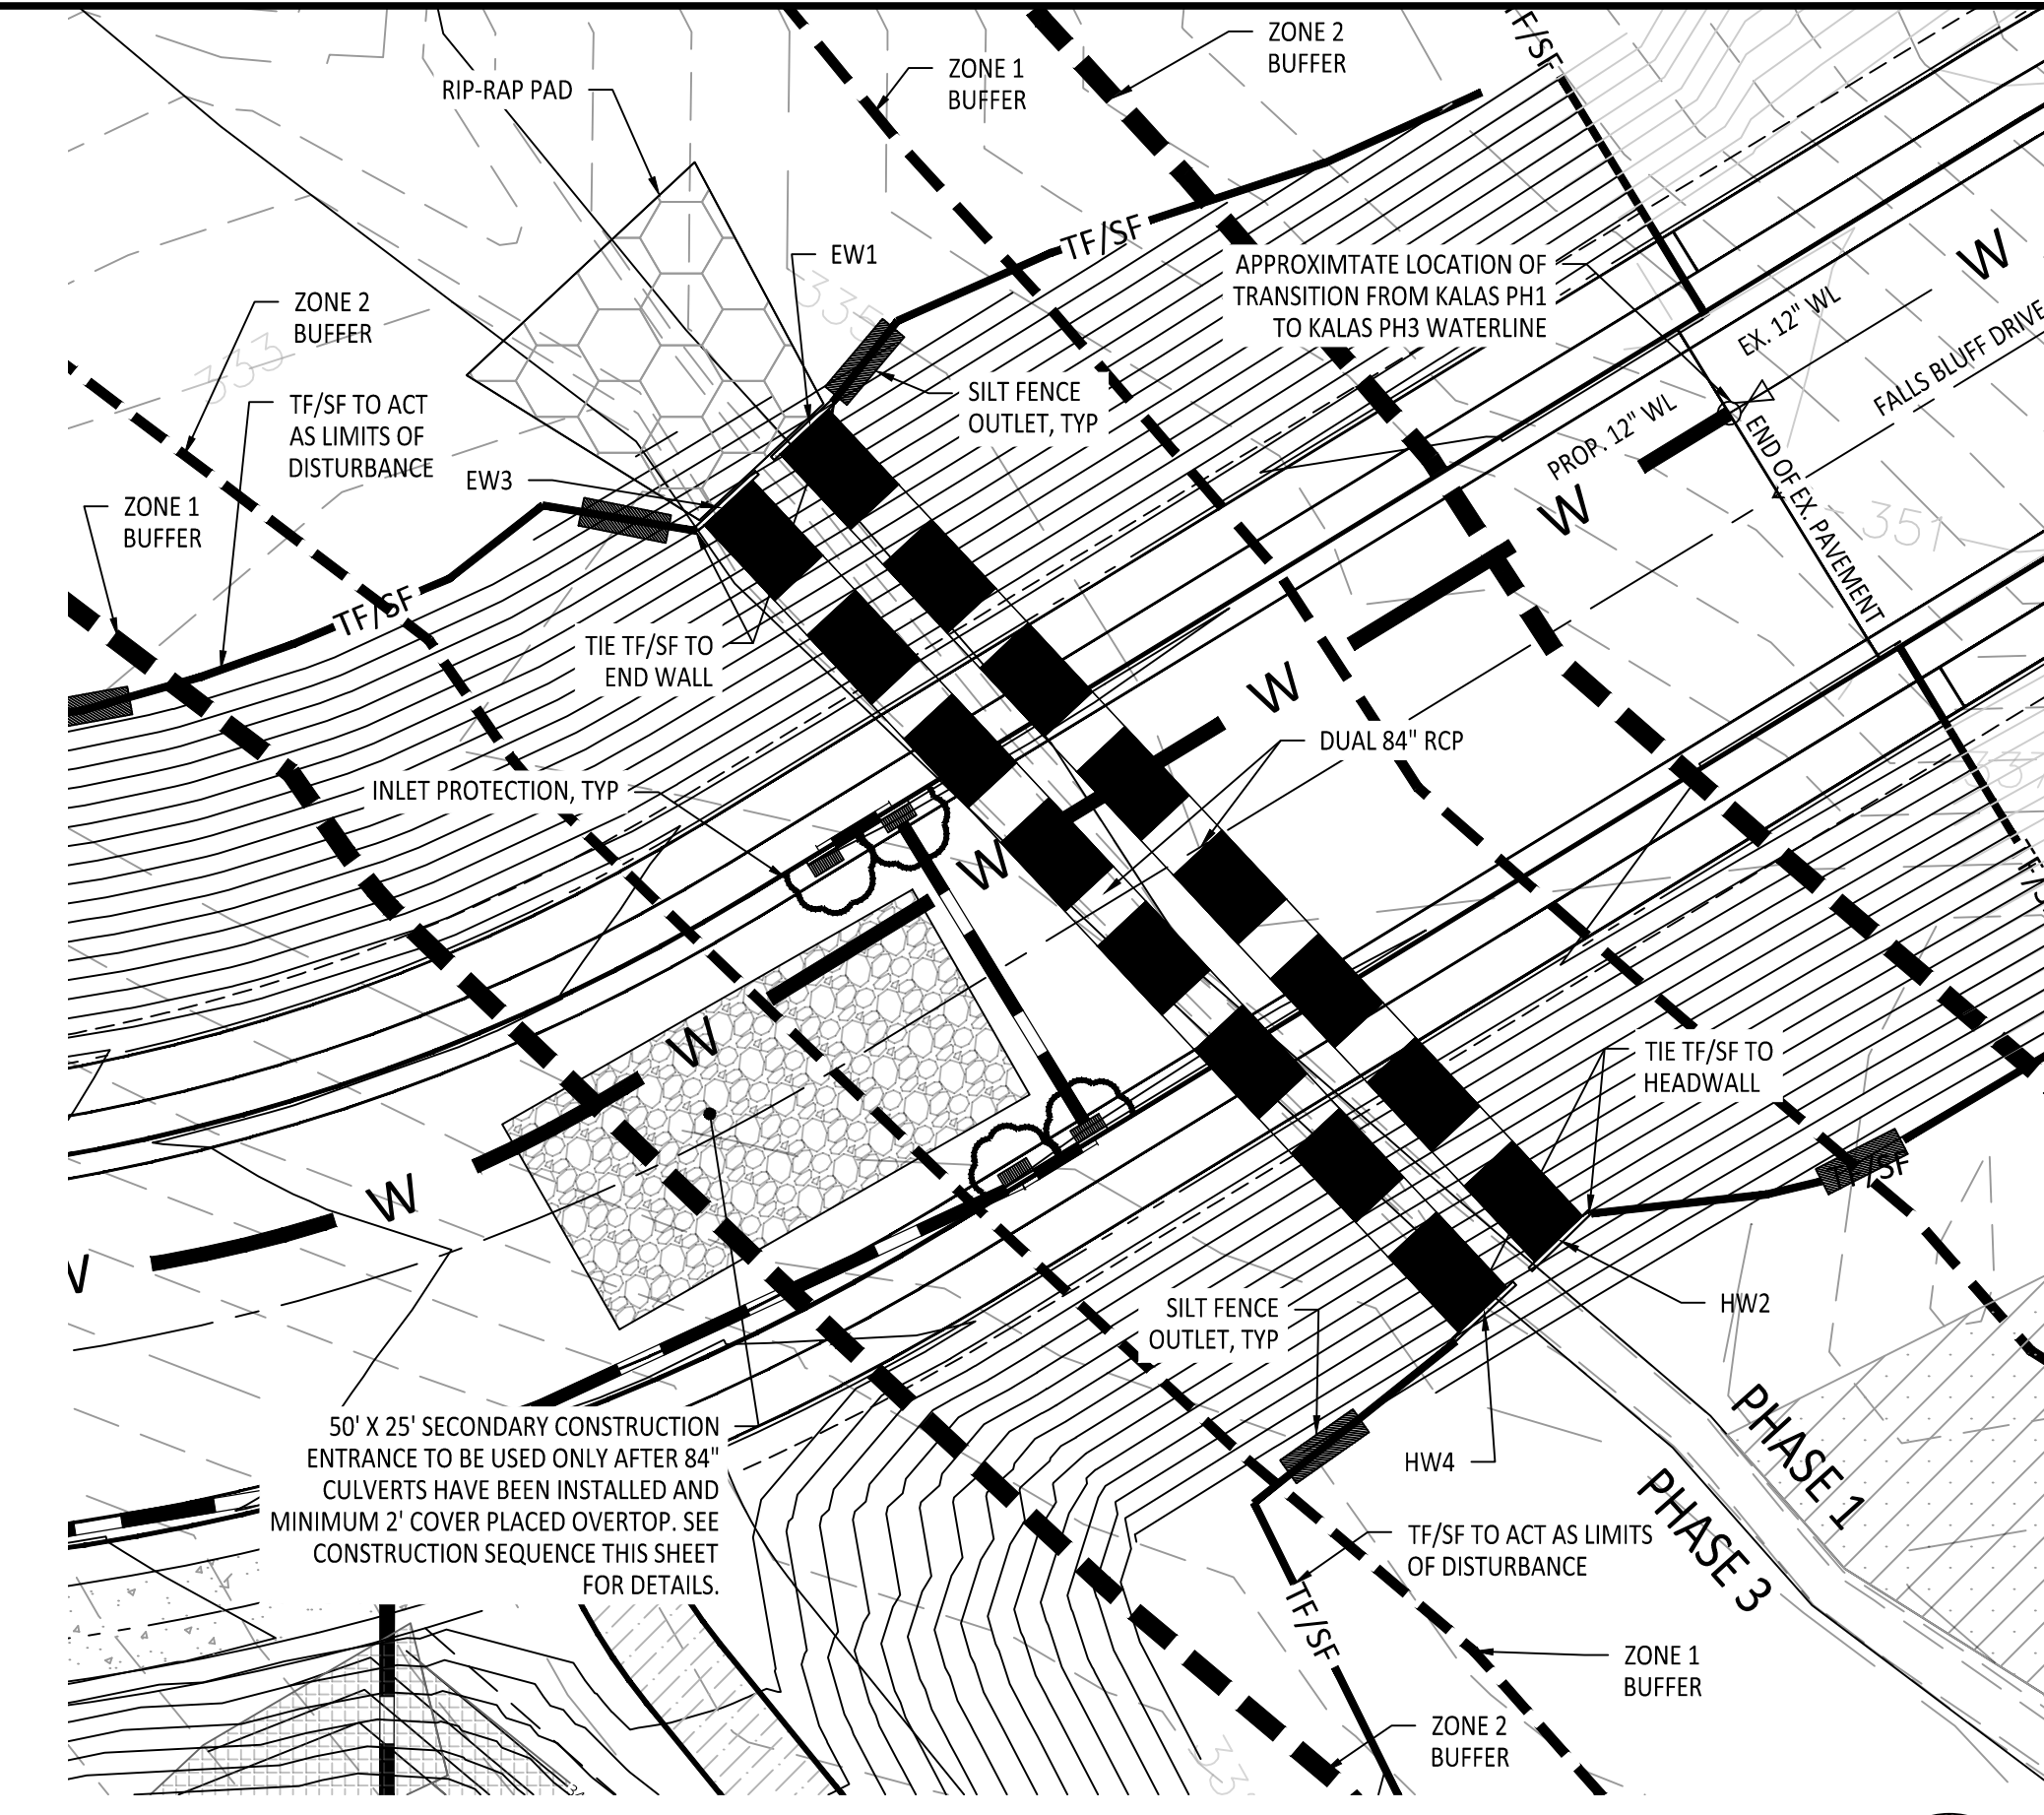 TF/SF
ZONE 2
BUFFER
ZONE 1
BUFFER
RIP-RAP PAD
TF/SF
EW1
335
W
APPROXIMTATE LOCATION OF
TRANSITION FROM KALAS PH1
TO KALAS PH3 WATERLINE
EX. 12" WL
FALLS BLUFF DRIVE
ZONE 2
BUFFER
333
TF/SF TO ACT
AS LIMITS OF
DISTURBANCE
SILT FENCE
OUTLET, TYP
PROP. 12" WL
END OF EX. PAVEMENT
EW3
ZONE 1
BUFFER
W
351
TF/SF
TIE TF/SF TO
END WALL
W
DUAL 84" RCP
INLET PROTECTION, TYP
W
W
TIE TF/SF TO
HEADWALL
TF/SF
W
HW2
SILT FENCE
OUTLET, TYP
50' X 25' SECONDARY CONSTRUCTION
ENTRANCE TO BE USED ONLY AFTER 84"
CULVERTS HAVE BEEN INSTALLED AND
MINIMUM 2' COVER PLACED OVERTOP. SEE
CONSTRUCTION SEQUENCE THIS SHEET
FOR DETAILS.
HW4
PHASE 1
PHASE 3
TF/SF TO ACT AS LIMITS
OF DISTURBANCE
TF/SF
ZONE 1
BUFFER
ZONE 2
BUFFER